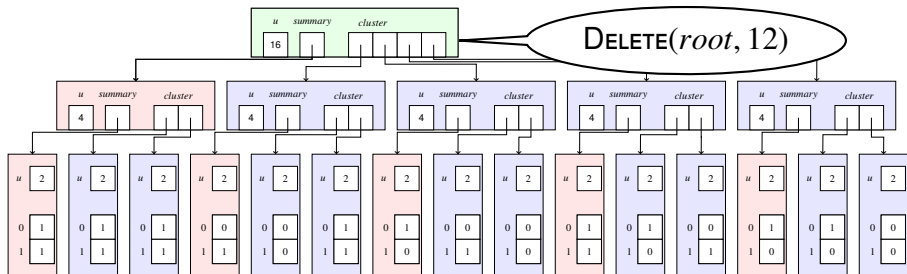 u summary cluster
16
DELETE(root, 12)
u summary cluster u summary cluster u summary cluster u summary cluster u summary cluster
4 4 4 4 4
u 2 u 2 u 2 u 2 u 2 u 2 u 2 u 2 u 2 u 2 u 2 u 2 u 2 u 2 u 2
0 1 0 1 0 1 0 0 0 0 0 1 0 1 0 1 0 0 0 1 0 1 0 1 0 1 0 1 0 0
1 1 1 1 1 1 1 1 1 0 1 1 1 0 1 0 1 0 1 1 1 0 1 0 1 0 1 0 1 0